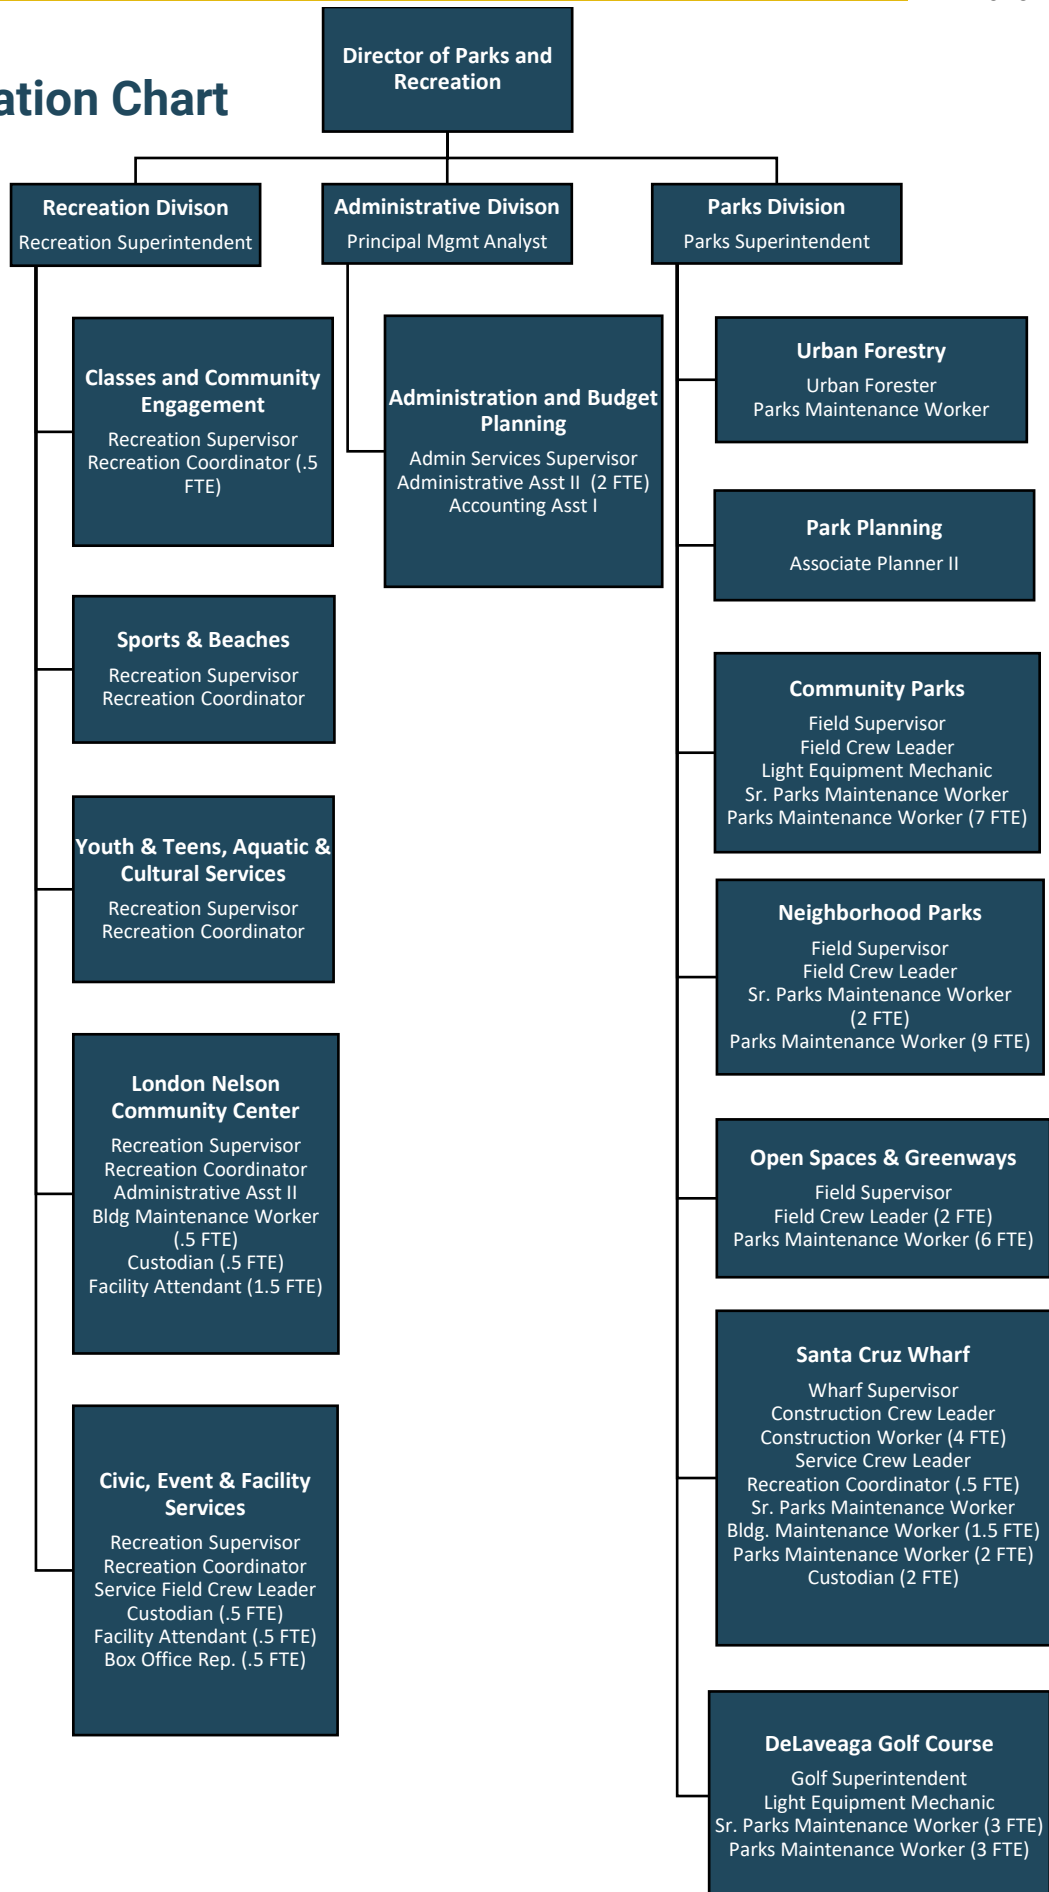 ation Chart
Director of Parks and
Recreation
Recreation Divison
Recreation Superintendent
Administrative Divison
Principal Mgmt Analyst
Parks Division
Parks Superintendent
Classes and Community
Engagement
Recreation Supervisor
Recreation Coordinator (.5
FTE)
Sports & Beaches
Recreation Supervisor
Recreation Coordinator
Youth & Teens, Aquatic &
Cultural Services
Recreation Supervisor
Recreation Coordinator
London Nelson
Community Center
Recreation Supervisor
Recreation Coordinator
Administrative Asst II
Bldg Maintenance Worker
(.5 FTE)
Custodian (.5 FTE)
Facility Attendant (1.5 FTE)
Civic, Event & Facility
Services
Recreation Supervisor
Recreation Coordinator
Service Field Crew Leader
Custodian (.5 FTE)
Facility Attendant (.5 FTE)
Box Office Rep. (.5 FTE)
Administration and Budget
Planning
Admin Services Supervisor
Administrative Asst II (2 FTE)
Accounting Asst I
Urban Forestry
Urban Forester
Parks Maintenance Worker
Park Planning
Associate Planner II
Community Parks
Field Supervisor
Field Crew Leader
Light Equipment Mechanic
Sr. Parks Maintenance Worker
Parks Maintenance Worker (7 FTE)
Neighborhood Parks
Field Supervisor
Field Crew Leader
Sr. Parks Maintenance Worker
(2 FTE)
Parks Maintenance Worker (9 FTE)
Open Spaces & Greenways
Field Supervisor
Field Crew Leader (2 FTE)
Parks Maintenance Worker (6 FTE)
Santa Cruz Wharf
Wharf Supervisor
Construction Crew Leader
Construction Worker (4 FTE)
Service Crew Leader
Recreation Coordinator (.5 FTE)
Sr. Parks Maintenance Worker
Bldg. Maintenance Worker (1.5 FTE)
Parks Maintenance Worker (2 FTE)
Custodian (2 FTE)
DeLaveaga Golf Course
Golf Superintendent
Light Equipment Mechanic
Sr. Parks Maintenance Worker (3 FTE)
Parks Maintenance Worker (3 FTE)